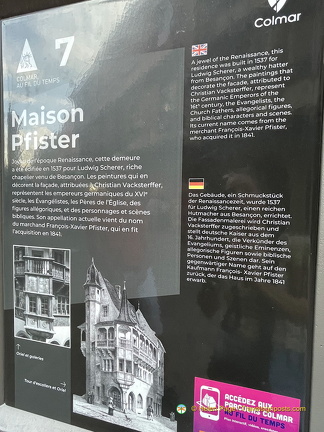 Colmar
COLMAR
AU FIL DU TEMPS
7
Maison
Pfister
Joyau de l'époque Renaissance, cette demeure
a été édifiée en 1537 pour Ludwig Scherer, riche
chapelier venu de Besançon. Les peintures qui en
décorent la façade, attribuées à Christian Vacksterffer,
représentent les empereurs germaniques du XVIe
siècle, les Évangélistes, les Pères de l'Église, des
figures allégoriques, et des personnages et scènes
bibliques. Son appellation actuelle vient du nom
du marchand François-Xavier Pfister, qui en fit
l'acquisition en 1841.
A jewel of the Renaissance, this
residence was built in 1537 for
Ludwig Scherer, a wealthy hatter
from Besançon. The paintings that
decorate the façade, attributed to
Christian Vacksterffer, represent
the Germanic Emperors of the
16th century, the Evangelists, the
Church Fathers, allegorical figures,
and biblical characters and scenes.
Its current name comes from the
merchant François-Xavier Pfister,
who acquired it in 1841.
Das Gebäude, ein Schmuckstück
der Renaissancezeit, wurde 1537
für Ludwig Scherer, einen reichen
Hutmacher aus Besançon, errichtet.
Die Fassadenmalerei wird Christian
Vacksterffer zugeschrieben und
stellt deutsche Kaiser aus dem
16. Jahrhundert, die Verkünder des
Evangeliums, geistliche Eminenzen,
allegorische Figuren sowie biblische
Personen und Szenen dar. Sein
gegenwärtiger Name geht auf den
Kaufmann François-Xavier Pfister
zurück, der das Haus im Jahre 1841
erwarb.
Oriel et galeries
Tour d'escaliers et Oriel
ACCÉDEZ AUX
PARCOURS COLMAR
AU FIL DU TEMPS